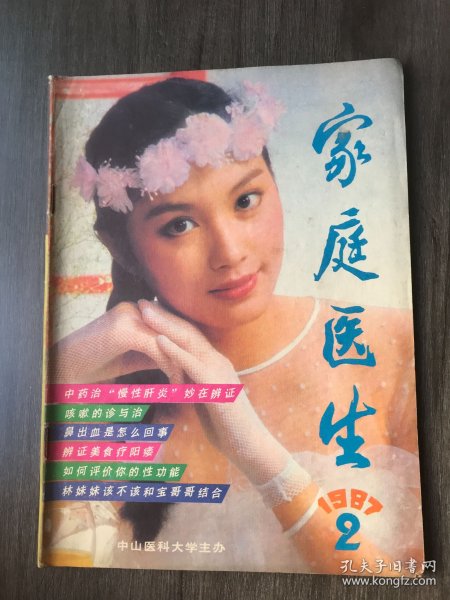 家庭医生
1987
2
中药治“慢性肝炎”妙在辨证
咳嗽的诊与治
鼻出血是怎么回事
辨证美食疗阳痿
如何评价你的性功能
林妹妹该不该和宝哥哥结合
中山医科大学主办
孔夫子旧书网
www.kongfz.com